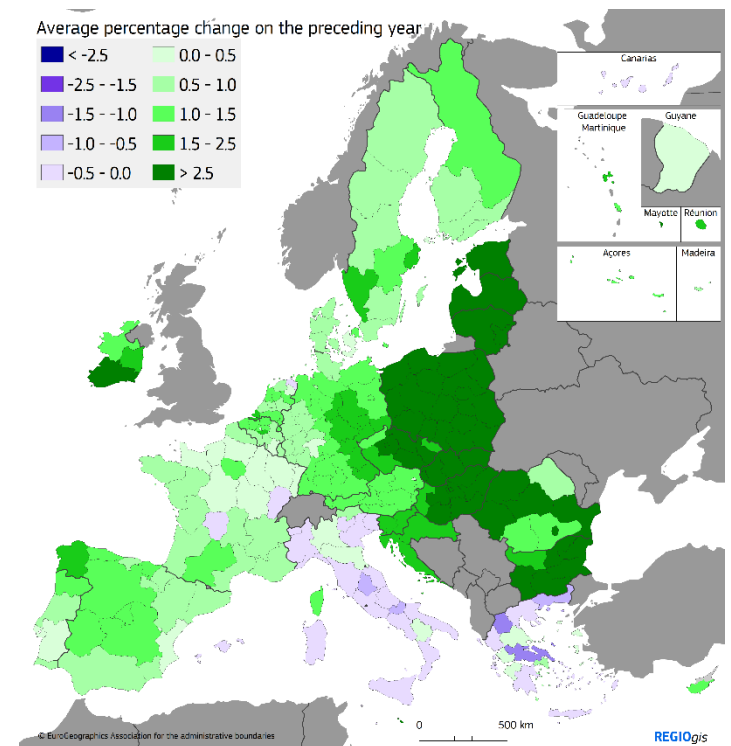 Average percentage change on the preceding year
< -2.5
-2.5 - -1.5
-1.5 - -1.0
-1.0 - -0.5
-0.5 - 0.0
0.0 - 0.5
0.5 - 1.0
1.0 - 1.5
1.5 - 2.5
> 2.5
Canarias
Guadeloupe
Martinique
Guyane
Mayotte
Réunion
Açores
Madeira
0
500 km
© EuroGeographics Association for the administrative boundaries
REGIOgis